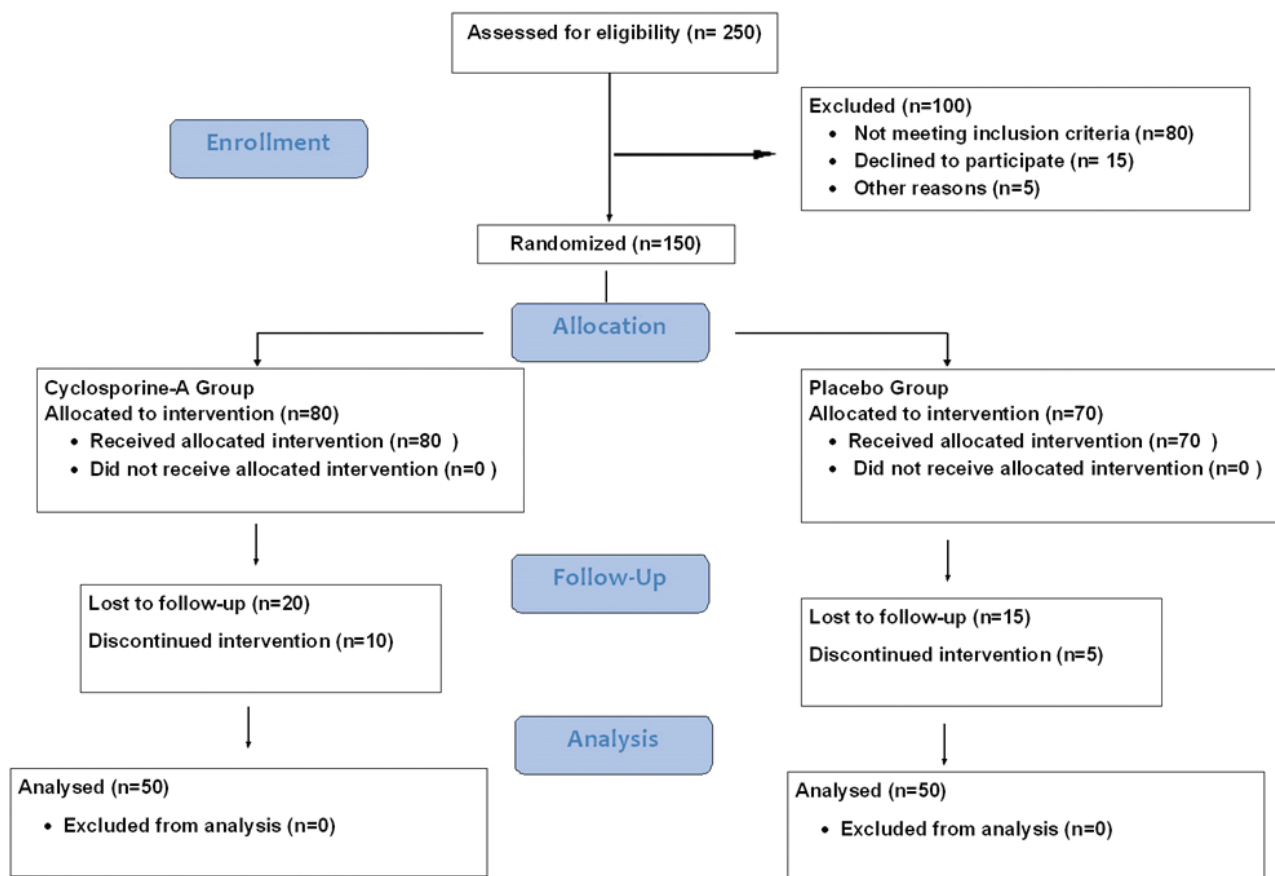 Assessed for eligibility (n= 250)
Excluded (n=100)
• Not meeting inclusion criteria (n=80)
• Declined to participate (n= 15)
• Other reasons (n=5)
Enrollment
Randomized (n=150)
Allocation
Cyclosporine-A Group
Allocated to intervention (n=80)
• Received allocated intervention (n=80 )
• Did not receive allocated intervention (n=0 )
Placebo Group
Allocated to intervention (n=70)
• Received allocated intervention (n=70 )
• Did not receive allocated intervention (n=0 )
Follow-Up
Lost to follow-up (n=20)
Discontinued intervention (n=10)
Lost to follow-up (n=15)
Discontinued intervention (n=5)
Analysis
Analysed (n=50)
• Excluded from analysis (n=0)
Analysed (n=50)
• Excluded from analysis (n=0)